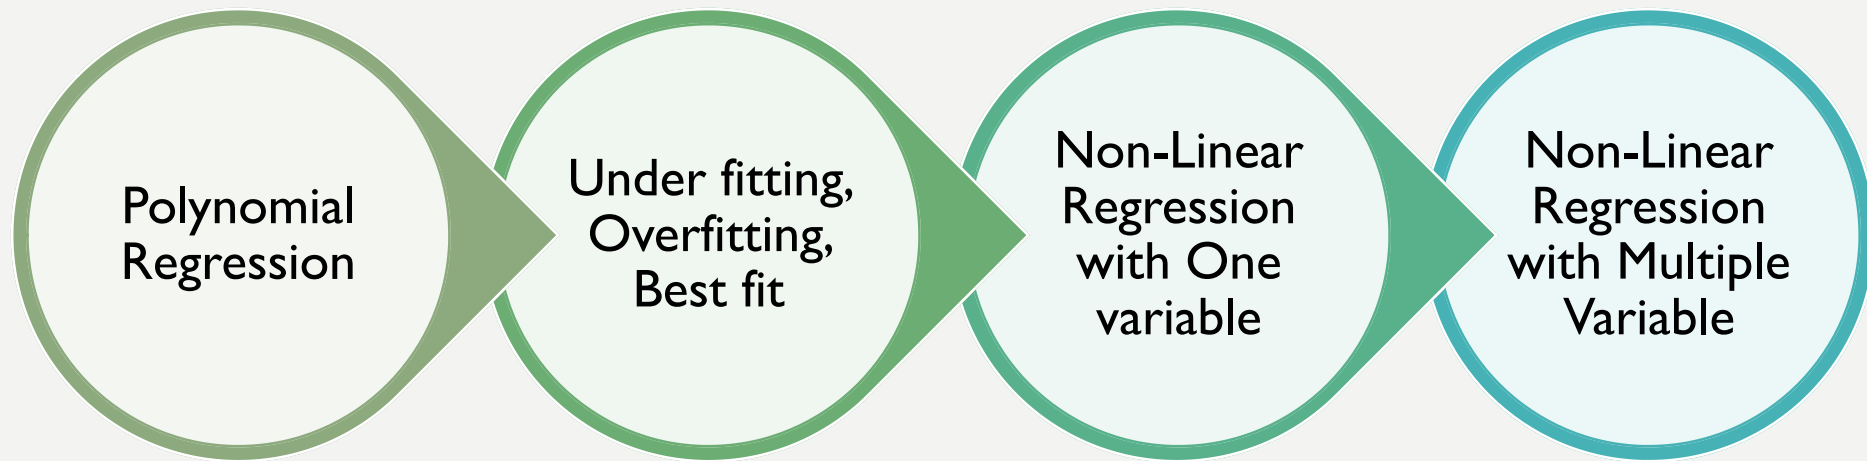 Polynomial
Regression
Under fitting,
Overfitting,
Best fit
Non-Linear
Regression
with One
variable
Non-Linear
Regression
with Multiple
Variable